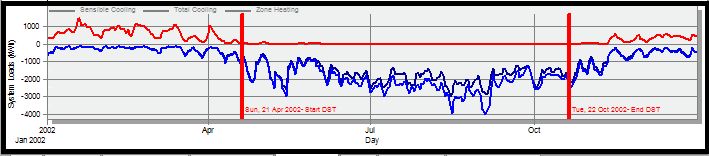 Sensible Cooling Total Cooling Zone Heating
1000
0
-1000
-2000
-3000
-4000
System Loads (kWh)
Sun, 21 Apr 2002- Start DST
Tue, 22 Oct 2002- End DST
2002 Apr Jul Oct
Jan 2002 Day